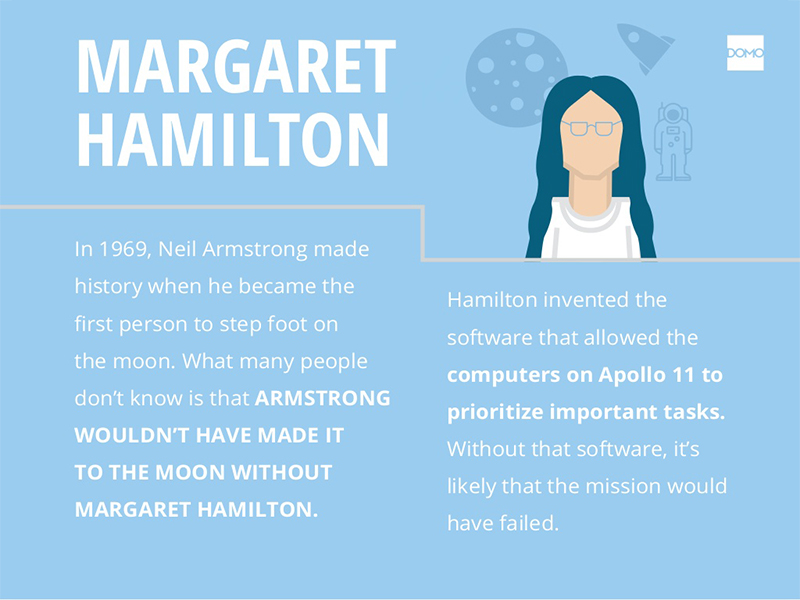 MARGARET
HAMILTON
DOMO
In 1969, Neil Armstrong made
history when he became the
first person to step foot on
the moon. What many people
don’t know is that ARMSTRONG
WOULDN’T HAVE MADE IT
TO THE MOON WITHOUT
MARGARET HAMILTON.
Hamilton invented the
software that allowed the
computers on Apollo 11 to
prioritize important tasks.
Without that software, it’s
likely that the mission would
have failed.